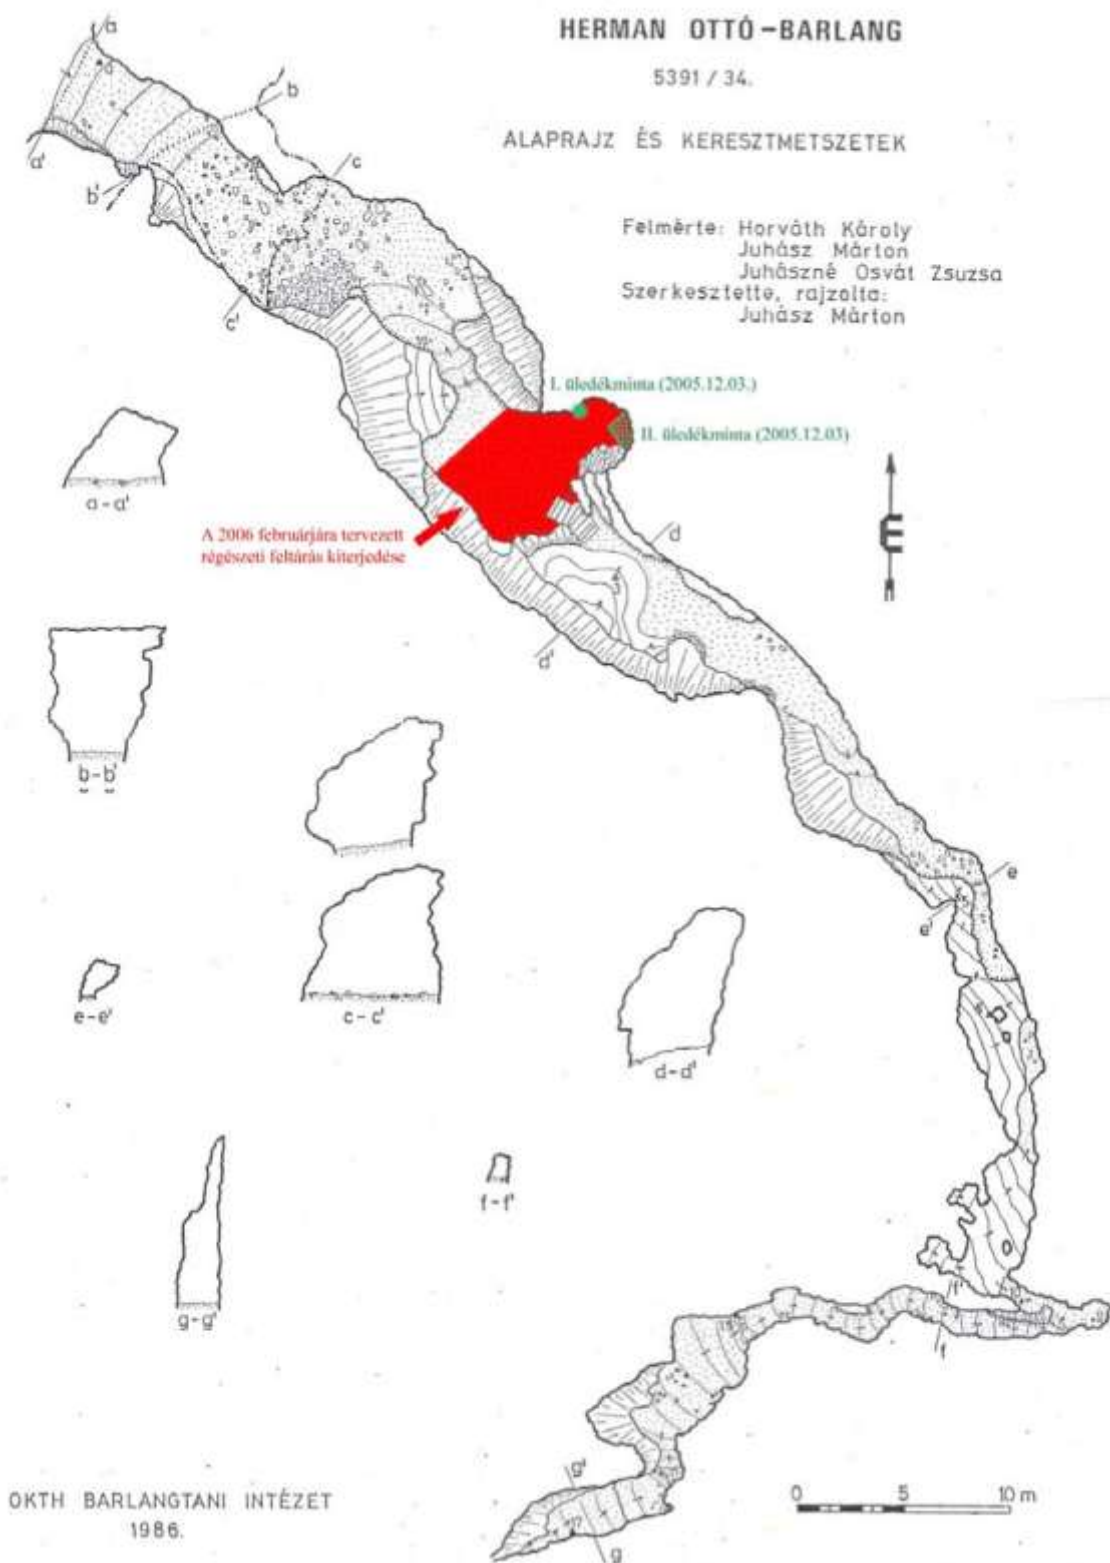 HERMAN OTTÓ-BARLANG
5391 / 34.
ALAPRAJZ ÉS KERESZTMETSZETEK
Felmérte: Horváth Károly
Juhász Márton
Juhászné Osvát Zsuzsa
Szerkesztette, rajzolta:
Juhász Márton
a
a'
b
b'
c
c'
I. üledékminta (2005.12.03.)
II. üledékminta (2005.12.03)
A 2006 februárjára tervezett
régészeti feltárás kiterjedése
d
d'
e
e'
a-a'
b-b'
c-c'
d-d'
e-e'
f-f'
g-g'
f'
f
g'
g
OKTH BARLANGTANI INTÉZET
1986.
0 5 10 m